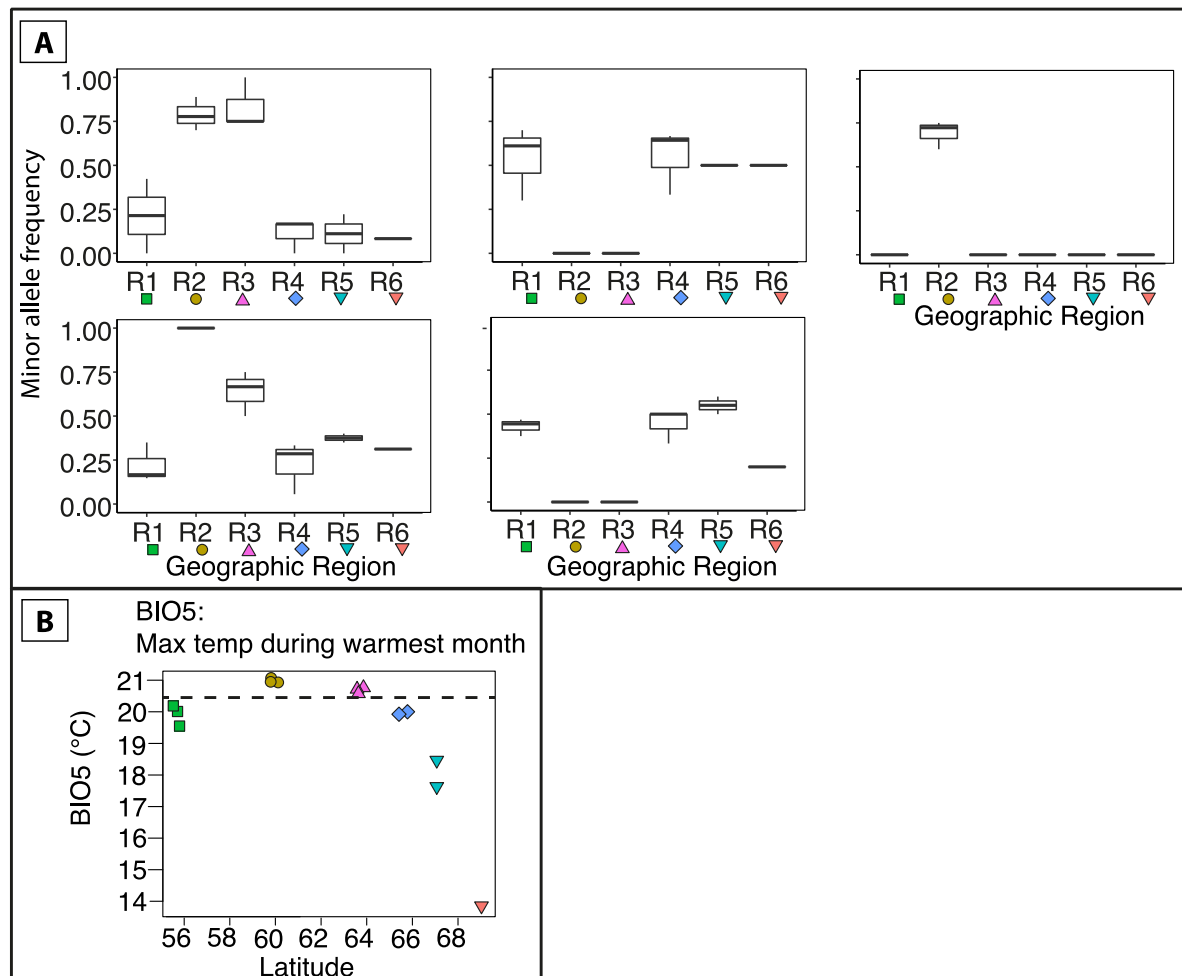 A
Minor allele frequency
1.00
0.75
0.50
0.25
0.00
R1 R2 R3 R4 R5 R6
R1 R2 R3 R4 R5 R6
R1 R2 R3 R4 R5 R6
Geographic Region
1.00
0.75
0.50
0.25
0.00
R1 R2 R3 R4 R5 R6
Geographic Region
R1 R2 R3 R4 R5 R6
Geographic Region
B
BIO5:
Max temp during warmest month
BIO5 (°C)
21
20
19
18
17
16
15
14
56 58 60 62 64 66 68
Latitude